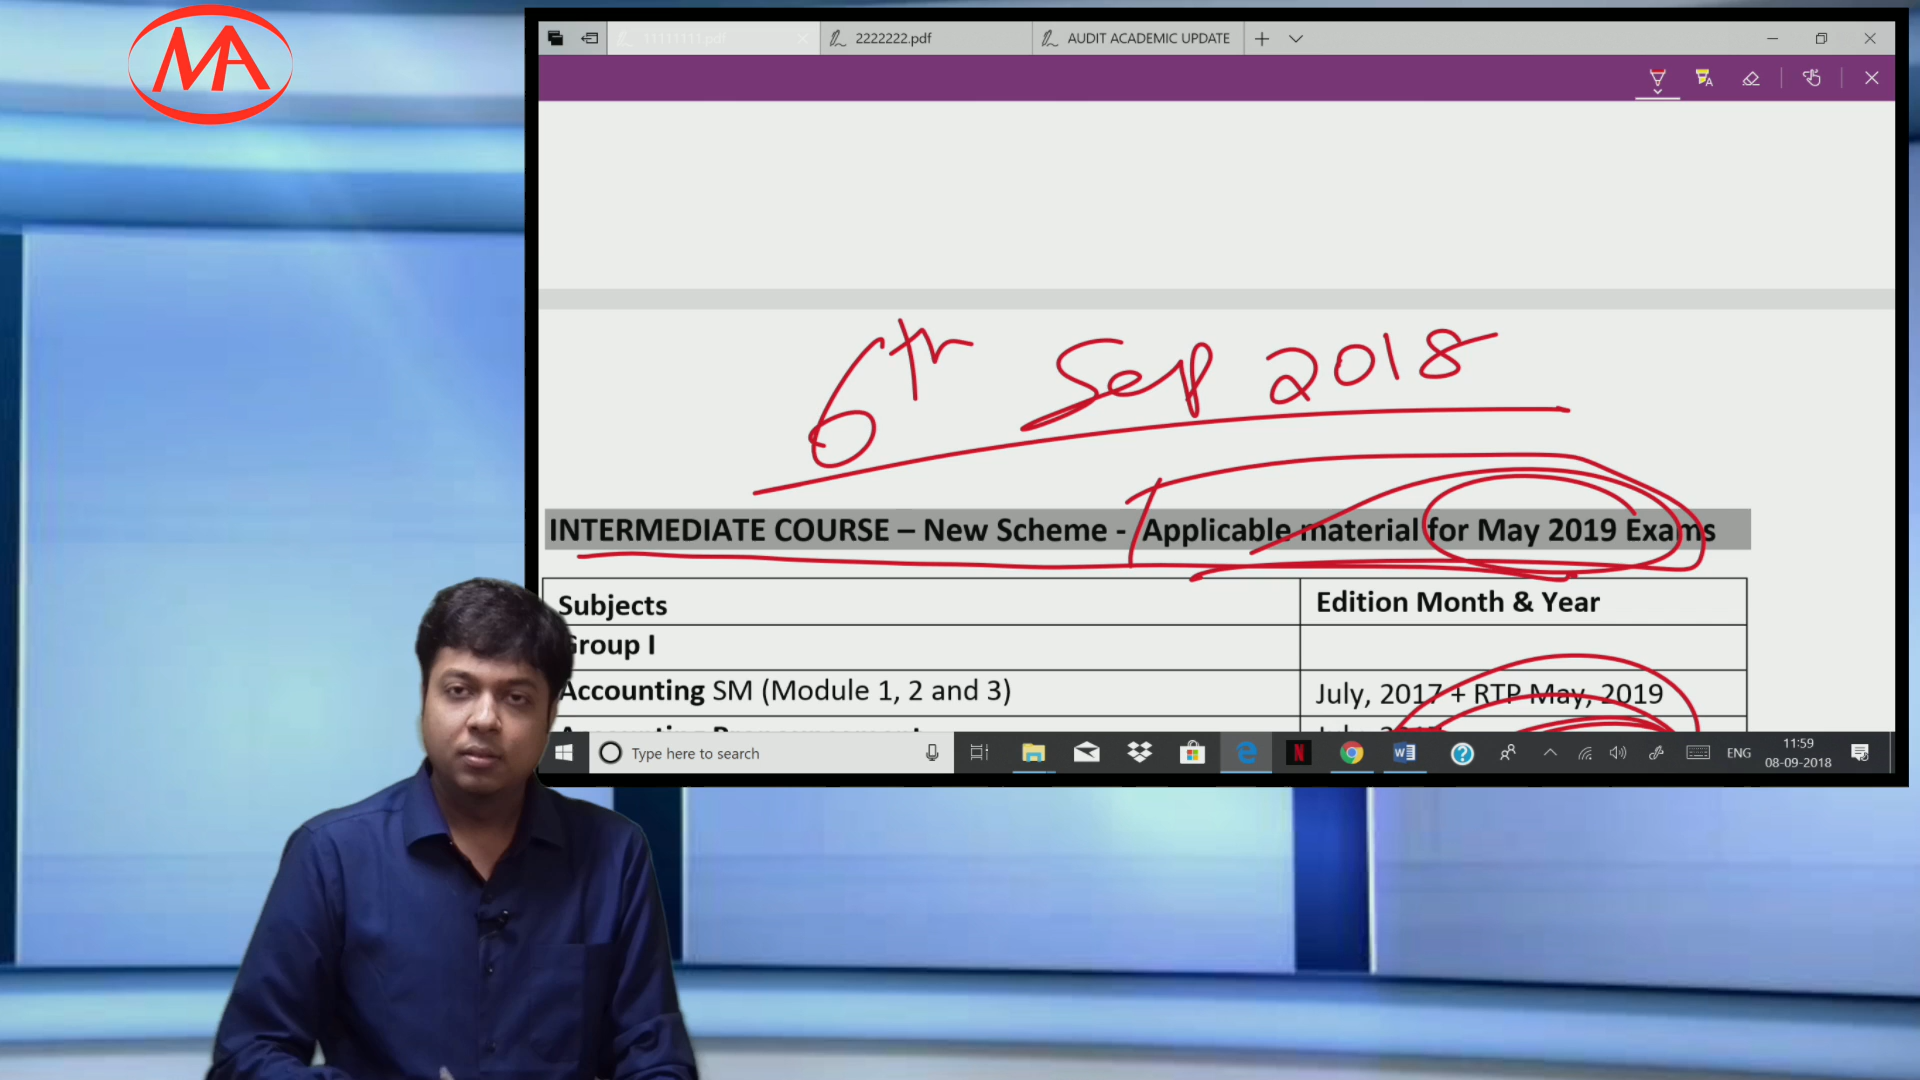 MA
11111111.pdf
2222222.pdf
AUDIT ACADEMIC UPDATE
6th Sep 2018
INTERMEDIATE COURSE – New Scheme - Applicable material for May 2019 Exams
Subjects
Edition Month & Year
Group I
Accounting SM (Module 1, 2 and 3)
July, 2017 + RTP May, 2019
Type here to search
N
W
ENG
11:59
08-09-2018